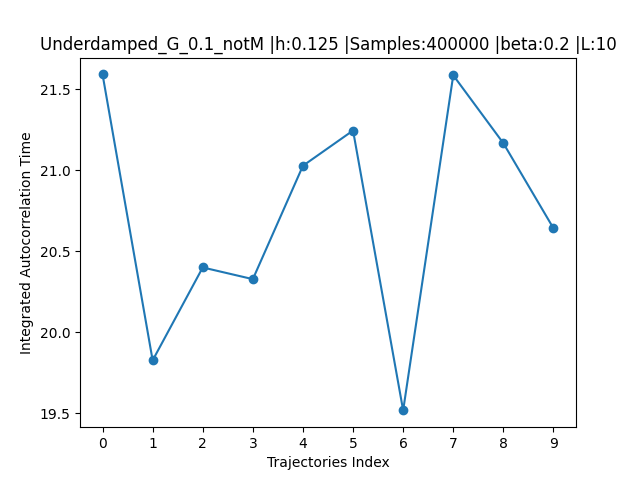 Underdamped_G_0.1_notM |h:0.125 |Samples:400000 |beta:0.2 |L:10
Integrated Autocorrelation Time
21.5
21.0
20.5
20.0
19.5
0 1 2 3 4 5 6 7 8 9
Trajectories Index